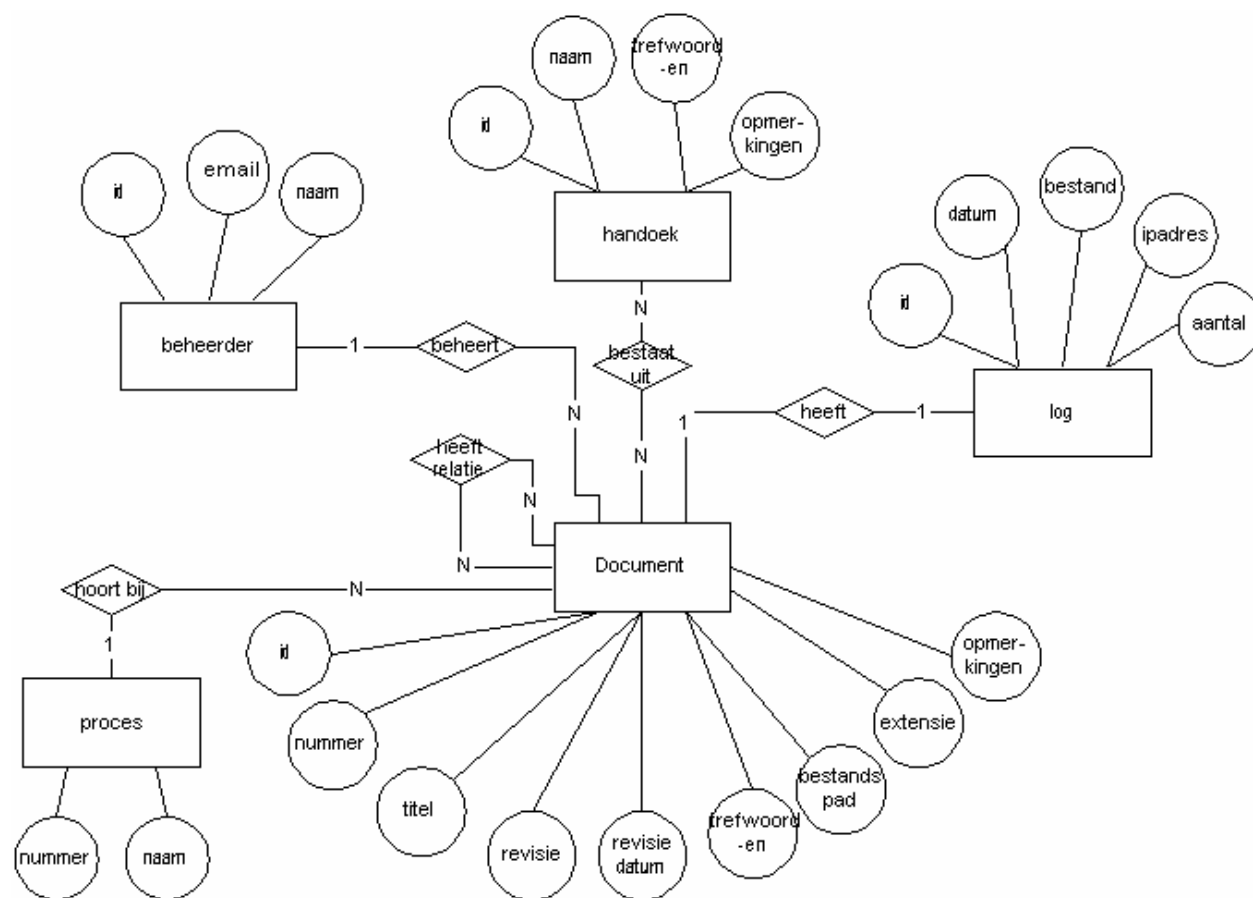 naam
trefwoord
-en
id
opmer-
kingen
email
id
naam
handoek
bestand
datum
ipadres
id
aantal
beheerder
1
beheert
N
N
bestaat
uit
N
1
heeft
1
log
heeft
relatie
N
N
Document
hoort bij
N
1
proces
nummer
naam
id
nummer
titel
revisie
revisie
datum
trefwoord
-en
bestands
pad
extensie
opmer-
kingen